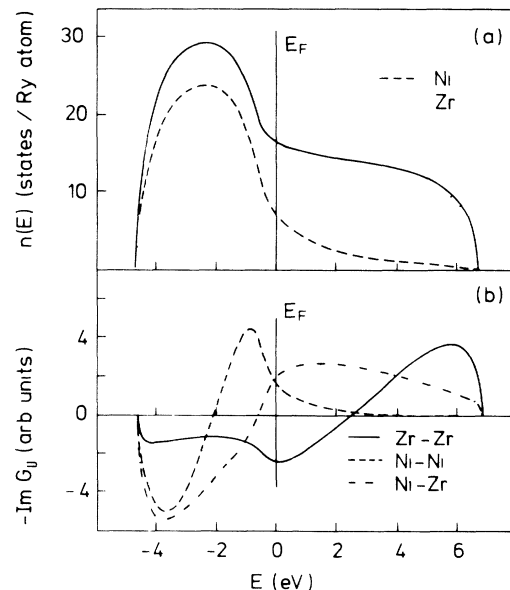 30
20
10
n(E) (states / Ry atom)
E_F
(a)
Ni
Zr
4
0
-4
-Im G_ij (arb units)
E_F
(b)
Zr-Zr
Ni-Ni
Ni-Zr
-4 -2 0 2 4 6
E (eV)